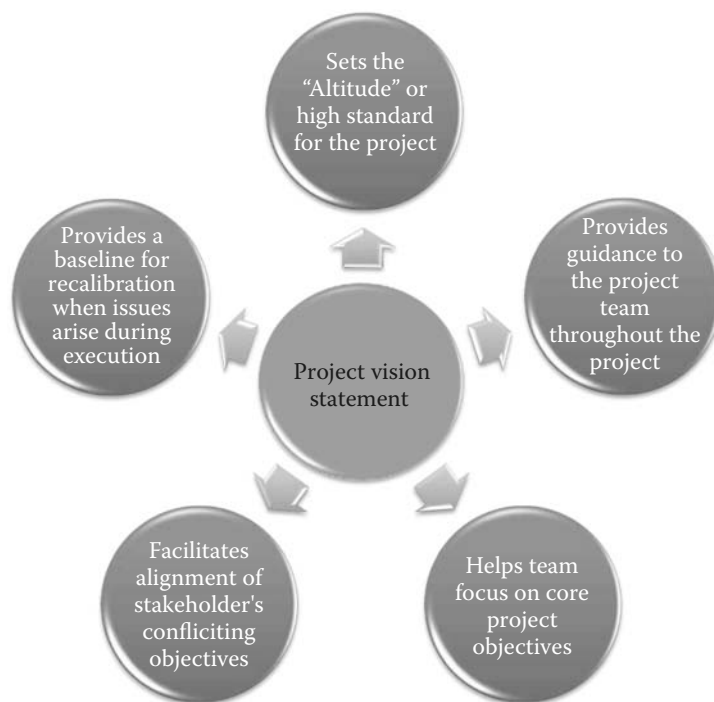 Sets the
“Altitude” or
high standard
for the project
Provides
guidance to
the project
team
throughout the
project
Helps team
focus on core
project
objectives
Facilitates
alignment of
stakeholder's
confliciting
objectives
Provides a
baseline for
recalibration
when issues
arise during
execution
Project vision
statement